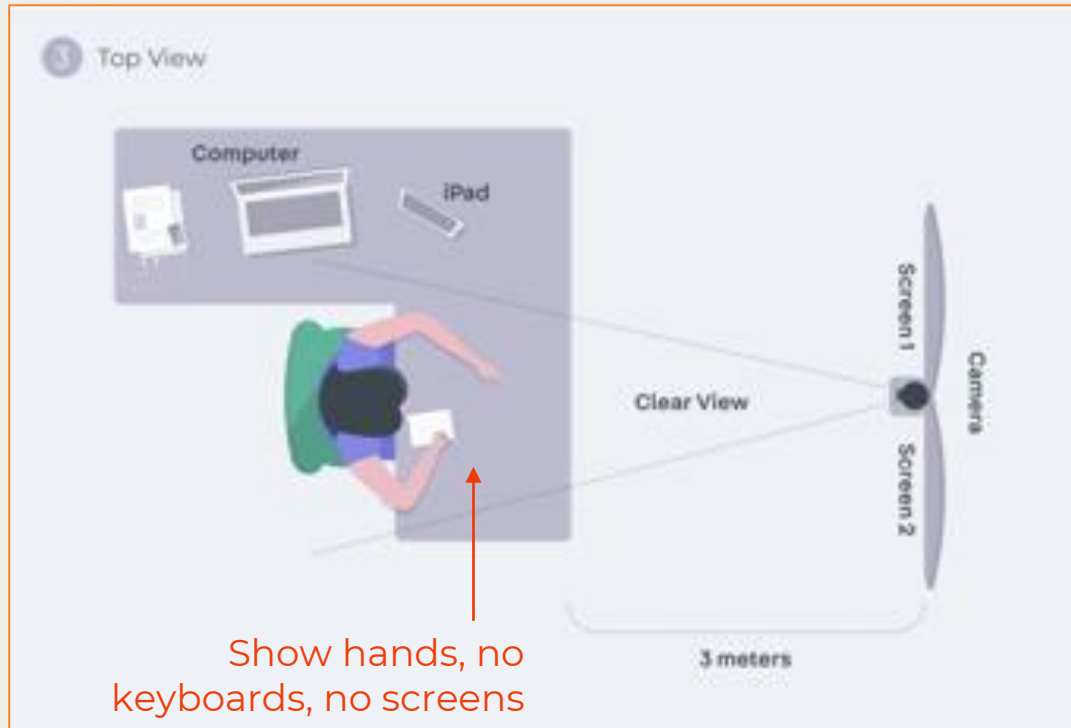 3 Top View
Computer
iPad
Screen 1
Camera
Clear View
Screen 2
3 meters
Show hands, no
keyboards, no screens